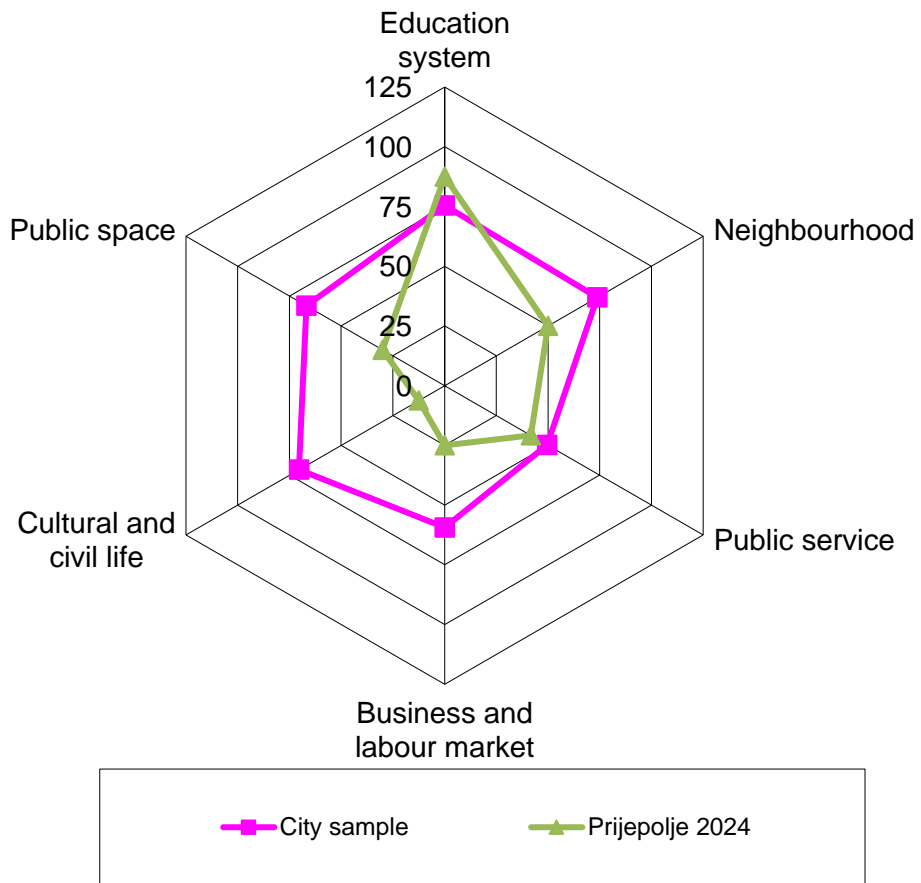 Education
system
125
100
75
50
25
0
Public space
Neighbourhood
Cultural and
civil life
Public service
Business and
labour market
City sample
Prijepolje 2024